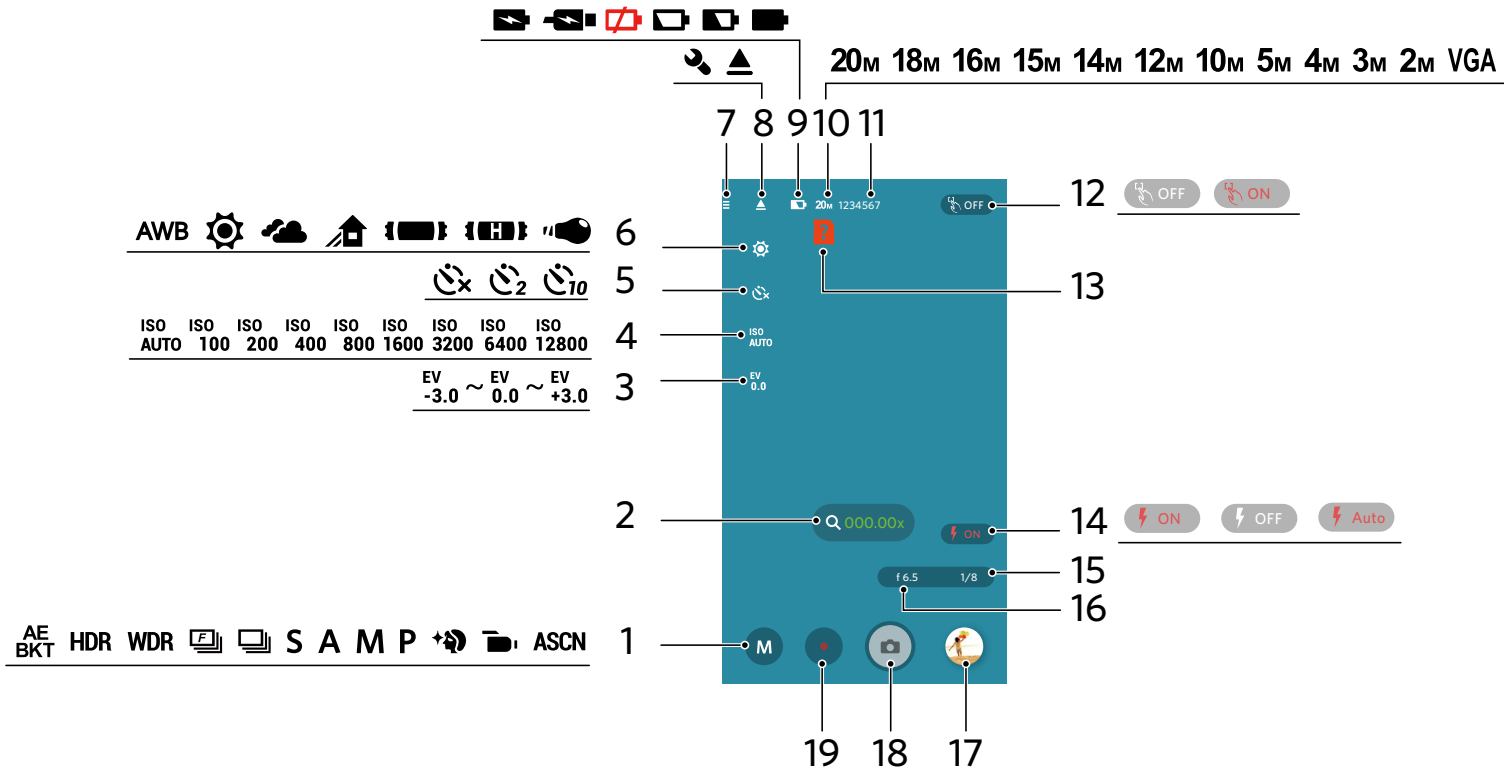 20M 18M 16M 15M 14M 12M 10M 5M 4M 3M 2M VGA
7 8 9 10 11
20M 1234567
OFF
12 OFF ON
AWB H 6
?
13
2 10 5
ISO AUTO ISO 100 ISO 200 ISO 400 ISO 800 ISO 1600 ISO 3200 ISO 6400 ISO 12800 4
ISO
AUTO
EV -3.0 ~ EV 0.0 ~ EV +3.0 3
EV
0.0
2
000.00x
ON
14 ON OFF Auto
f 6.5 1/8
15
16
AE BKT HDR WDR F S A M P ASCN 1
M
19 18 17